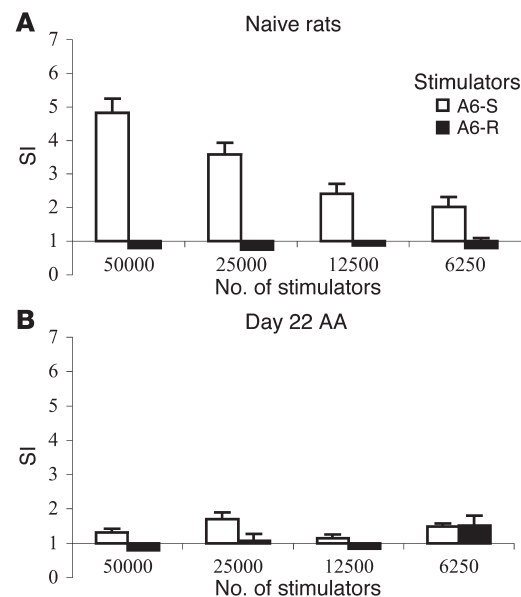 A
Naive rats
7
6
5
4
3
2
1
0
SI
Stimulators
A6-S
A6-R
50000 25000 12500 6250
No. of stimulators
B
Day 22 AA
7
6
5
4
3
2
1
0
SI
50000 25000 12500 6250
No. of stimulators